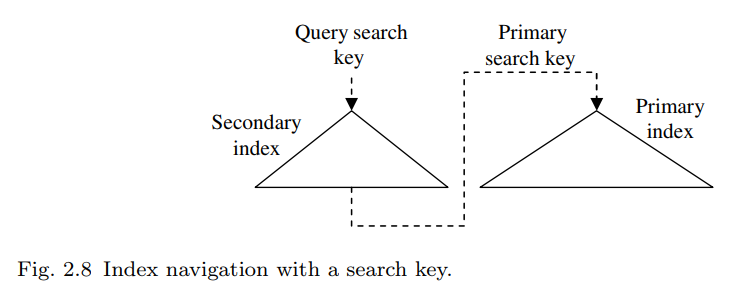 Query search
key
Primary
search key
Secondary
index
Primary
index
Fig. 2.8 Index navigation with a search key.